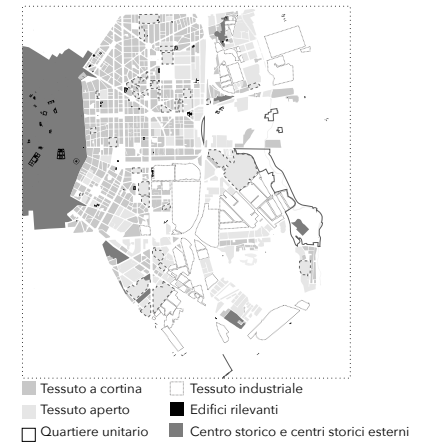 Tessuto a cortina
Tessuto industriale
Tessuto aperto
Edifici rilevanti
Quartiere unitario
Centro storico e centri storici esterni